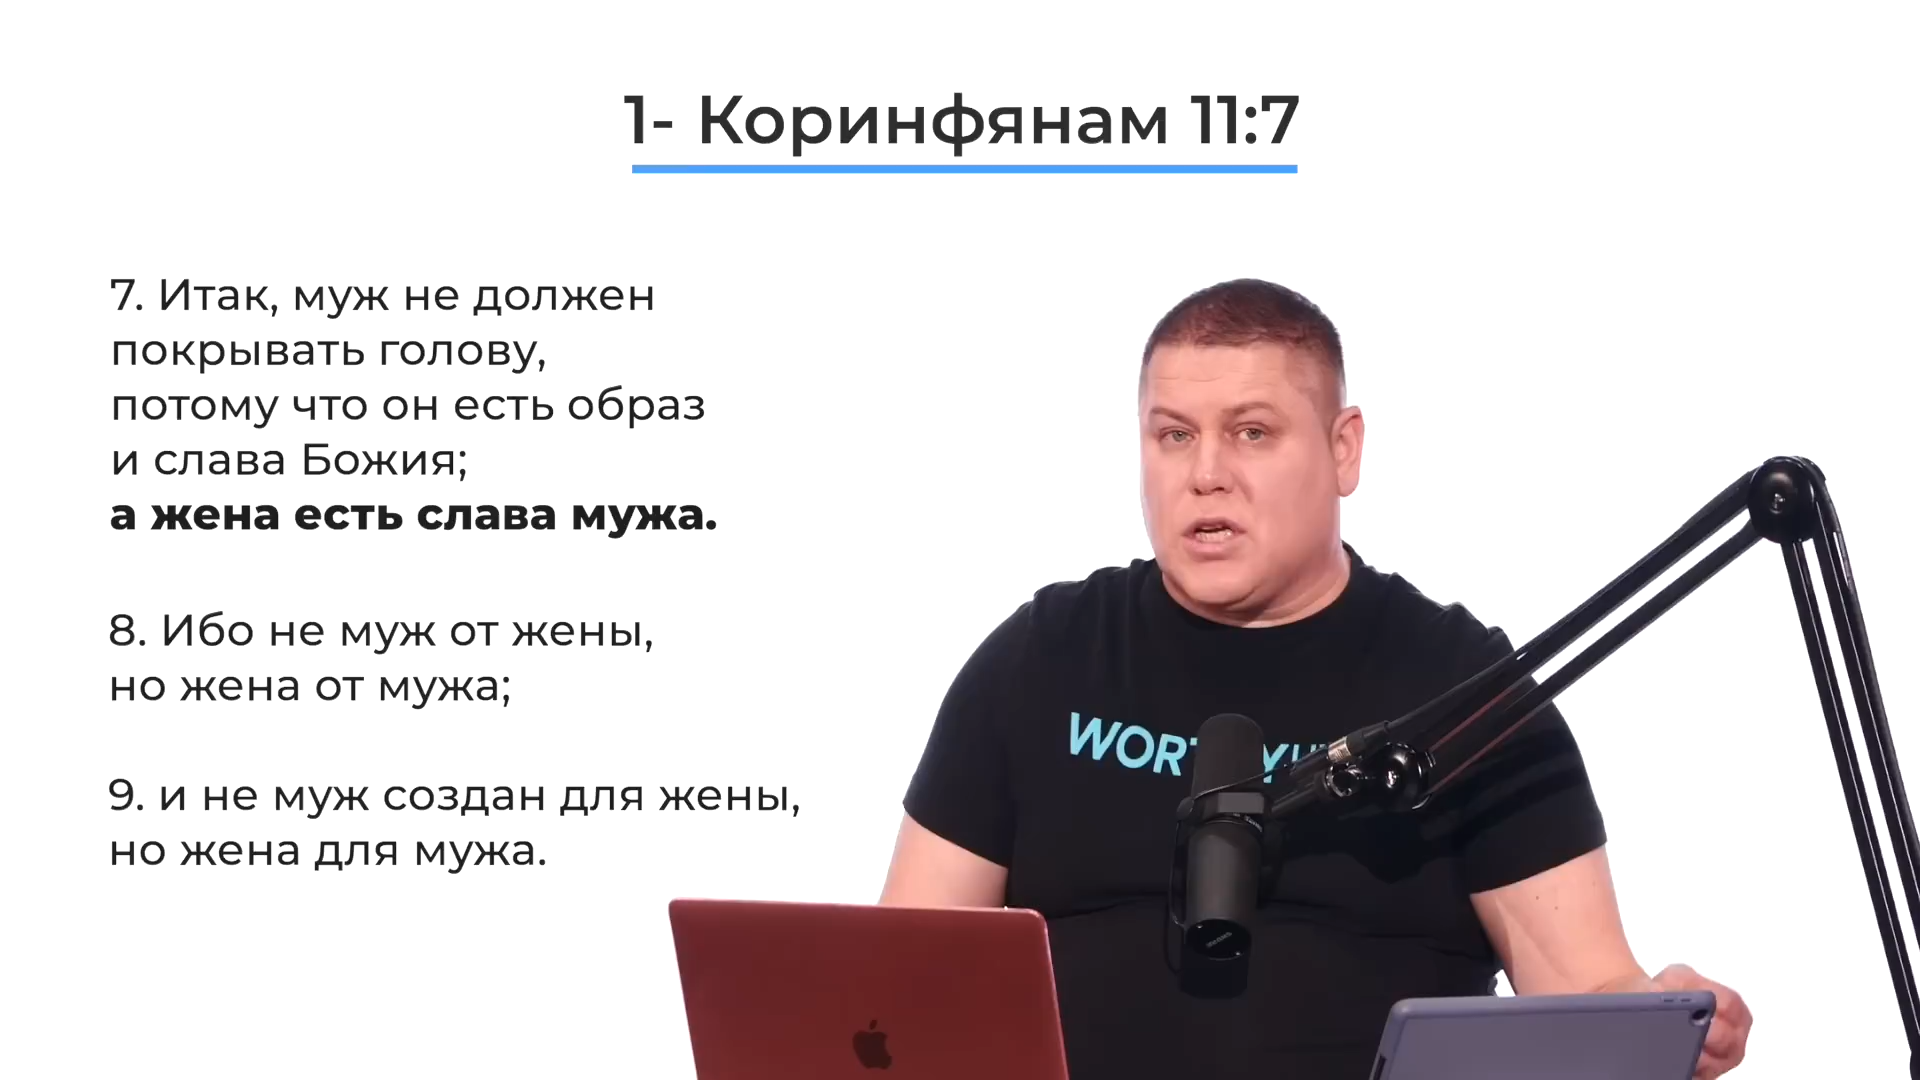 1- Коринфянам 11:7
7. Итак, муж не должен
покрывать голову,
потому что он есть образ
и слава Божия;
а жена есть слава мужа.
8. Ибо не муж от жены,
но жена от мужа;
9. и не муж создан для жены,
но жена для мужа.